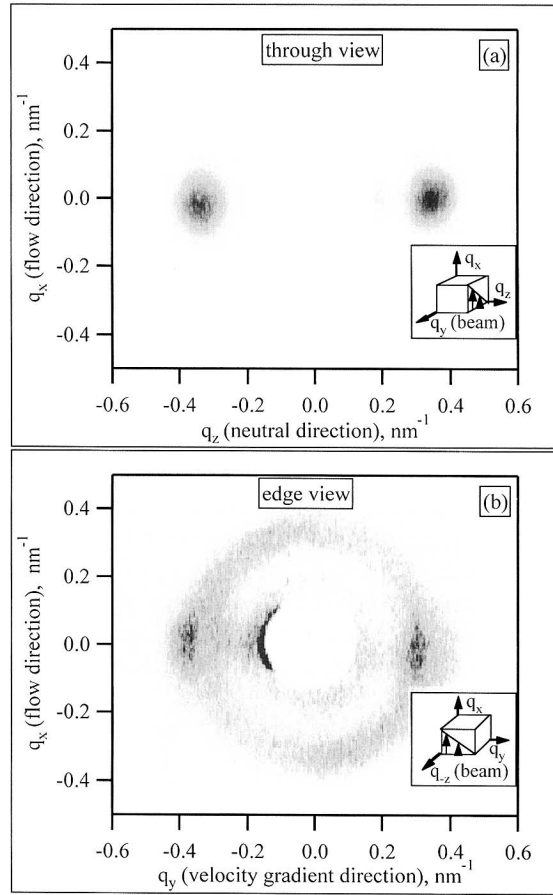 through view
(a)
0.4
0.2
0.0
-0.2
-0.4
q_x (flow direction), nm^-1
q_x
q_z
q_y (beam)
-0.6
-0.4
-0.2
0.0
0.2
0.4
0.6
q_z (neutral direction), nm^-1
edge view
(b)
0.4
0.2
0.0
-0.2
-0.4
q_x (flow direction), nm^-1
q_x
q_y
q_-z (beam)
-0.6
-0.4
-0.2
0.0
0.2
0.4
0.6
q_y (velocity gradient direction), nm^-1